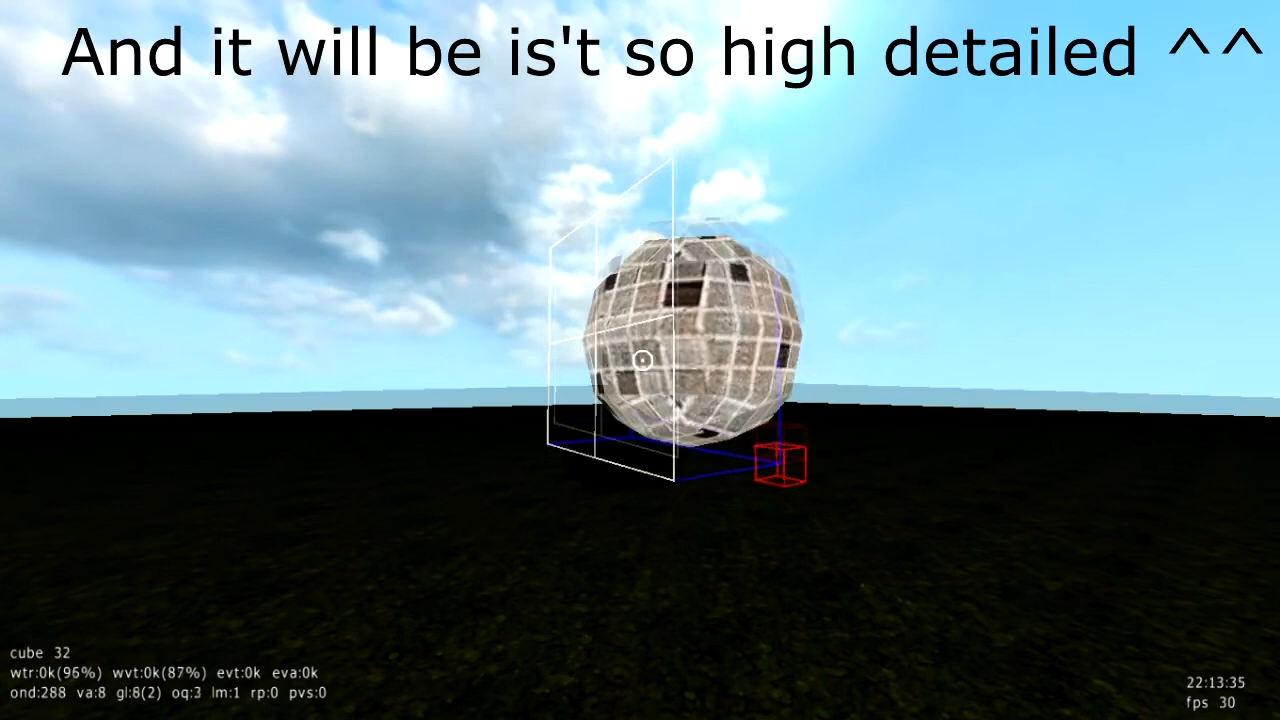 And it will be is't so high detailed ^^
cube 32
wtr:0k(96%) wvt:0k(87%) evt:0k eva:0k
ond:288 va:8 gl:8(2) oq:3 lm:1 rp:0 pvs:0
22:13:35
fps 30